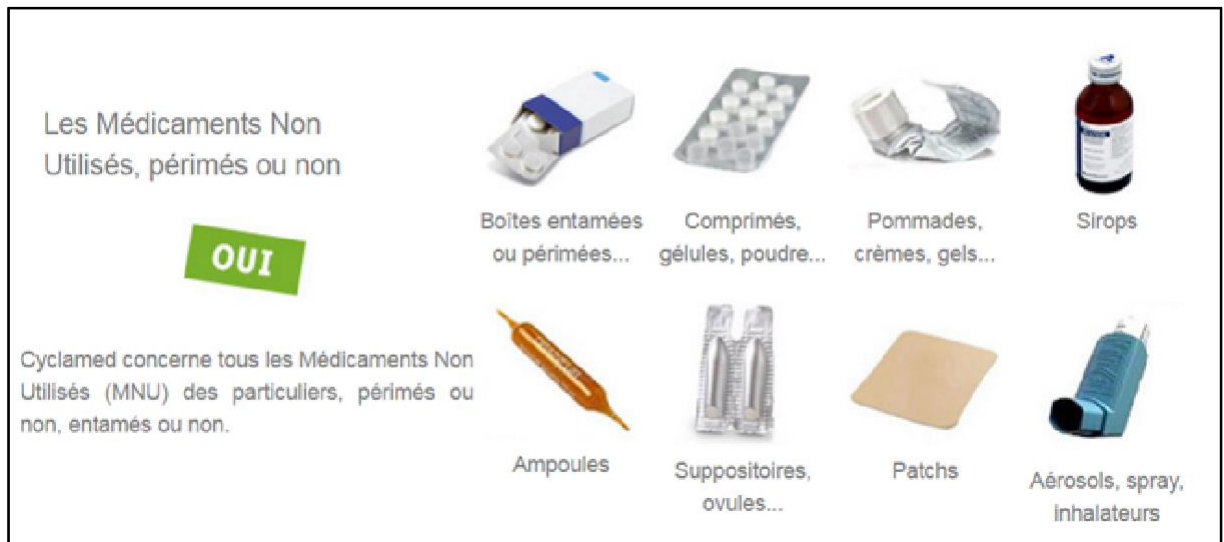 Les Médicaments Non
Utilisés, périmés ou non
OUI
Cyclamed concerne tous les Médicaments Non
Utilisés (MNU) des particuliers, périmés ou
non, entamés ou non.
Boîtes entamées
ou périmées...
Comprimés,
gélules, poudre...
Pommades,
crèmes, gels...
Sirops
Ampoules
Suppositoires,
ovules...
Patchs
Aérosols, spray,
inhalateurs